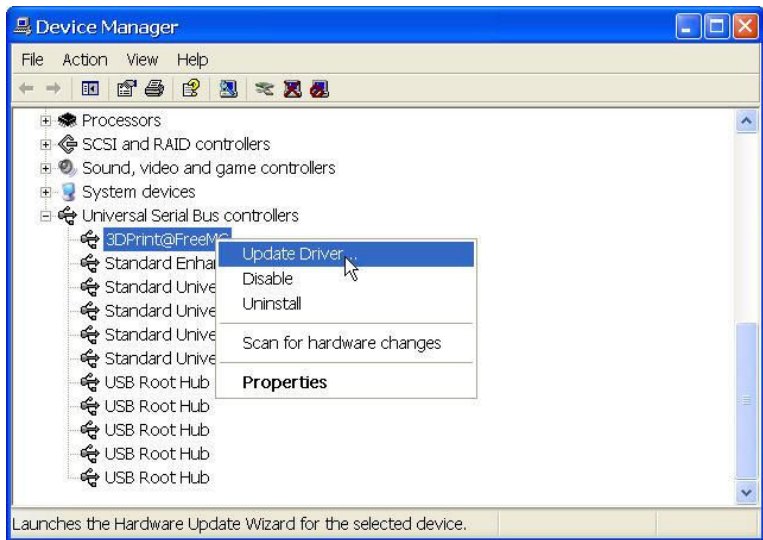 Device Manager
File Action View Help
Processors
SCSI and RAID controllers
Sound, video and game controllers
System devices
Universal Serial Bus controllers
3DPrint@FreeMC
Update Driver...
Standard Enha
Disable
Standard Unive
Standard Unive
Uninstall
Standard Unive
Scan for hardware changes
Standard Unive
USB Root Hub
Properties
USB Root Hub
USB Root Hub
USB Root Hub
USB Root Hub
Launches the Hardware Update Wizard for the selected device.